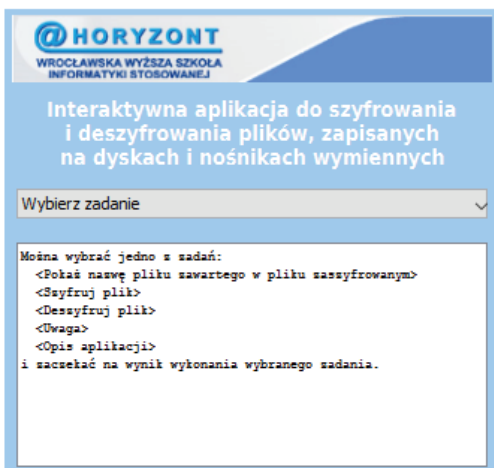 @ HORYZONT
WROCŁAWSKA WYŻSZA SZKOŁA
INFORMATYKI STOSOWANEJ
Interaktywna aplikacja do szyfrowania
i deszyfrowania plików, zapisanych
na dyskach i nośnikach wymiennych
Wybierz zadanie
Można wybrać jedno z zadań:
<Pokaż nazwę pliku zawartego w pliku zaszyfrowanym>
<Szyfruj plik>
<Deszyfruj plik>
<Uwaga>
<Opis aplikacji>
i zaczekać na wynik wykonania wybranego zadania.